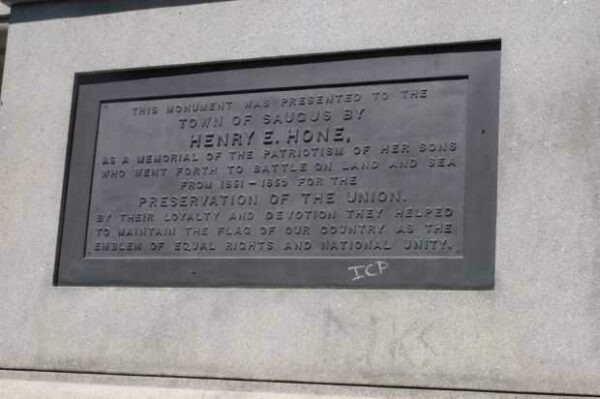 THIS MONUMENT WAS PRESENTED TO THE
TOWN OF SAUGUS BY
HENRY E. HONE,
AS A MEMORIAL OF THE PATRIOTISM OF HER SONS
WHO WENT FORTH TO BATTLE ON LAND AND SEA
FROM 1861-1865 FOR THE
PRESERVATION OF THE UNION.
BY THEIR LOYALTY AND DEVOTION THEY HELPED
TO MAINTAIN THE FLAG OF OUR COUNTRY AS THE
EMBLEM OF EQUAL RIGHTS AND NATIONAL UNITY.
ICP